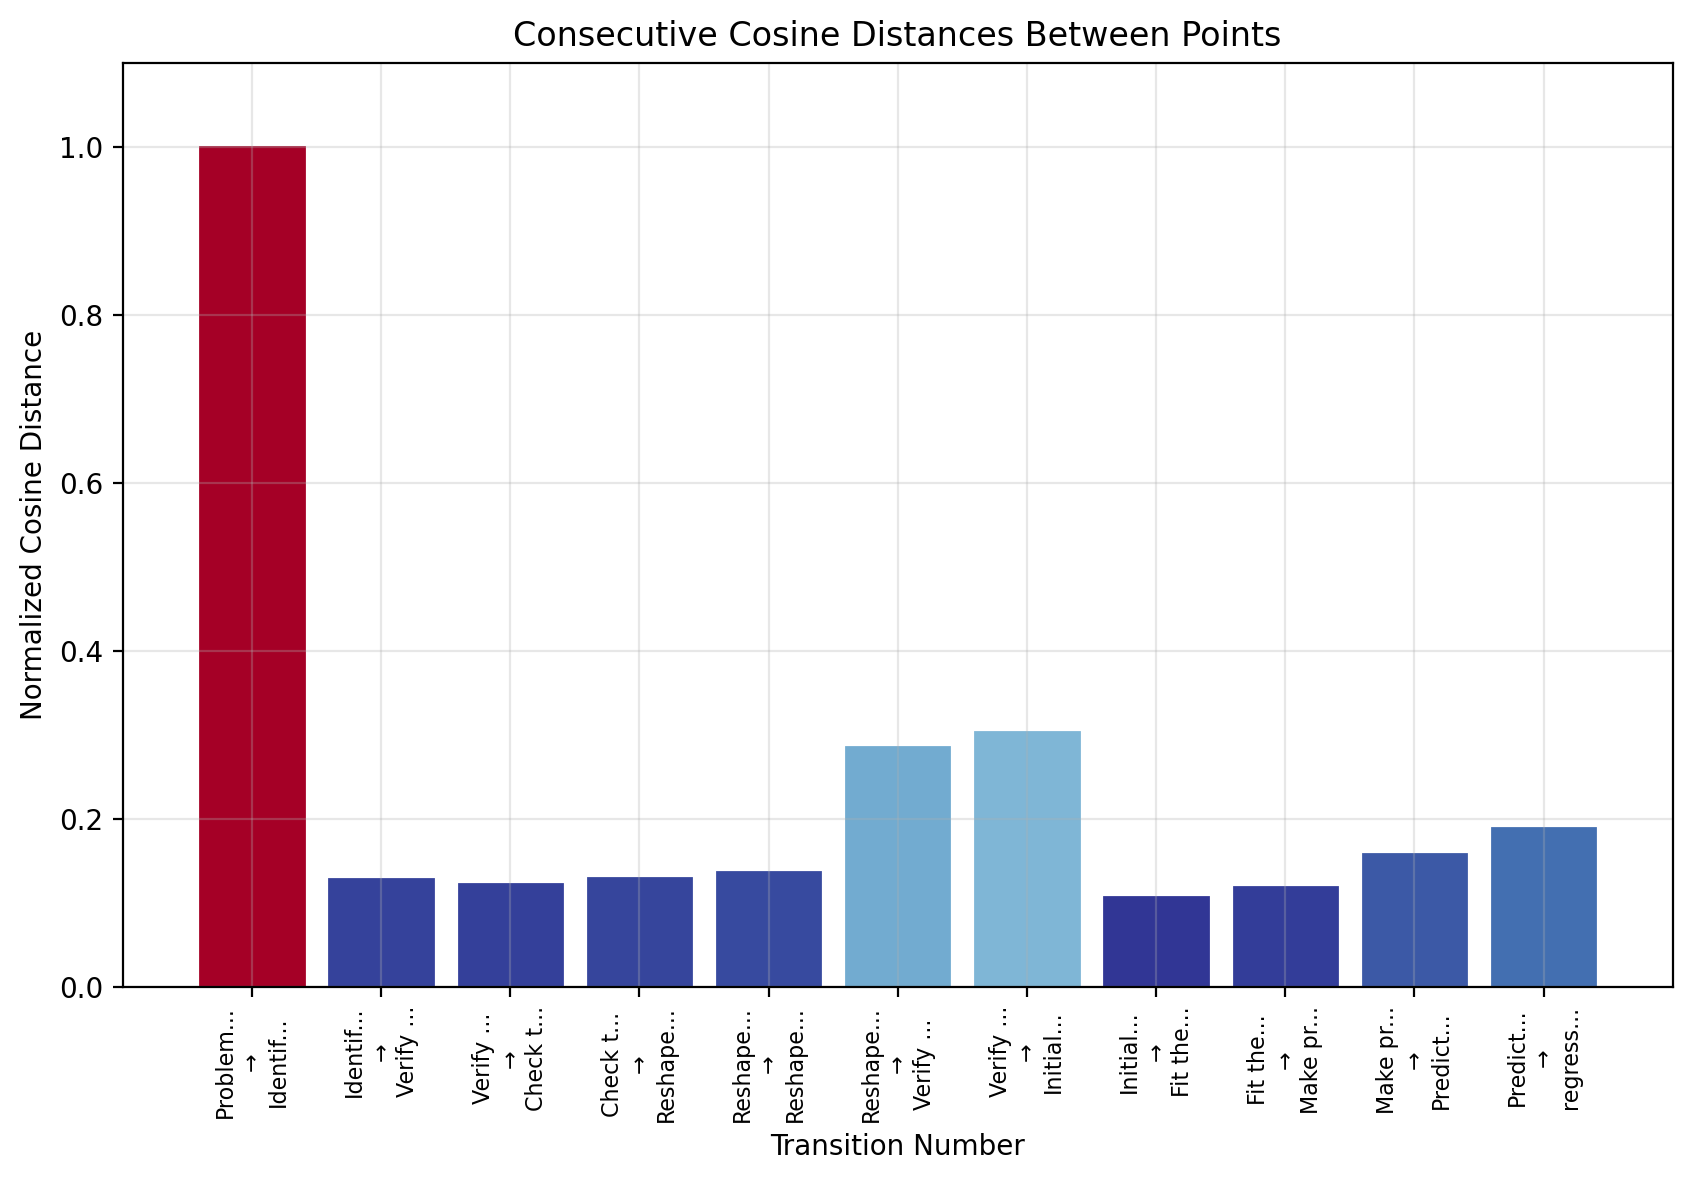 Consecutive Cosine Distances Between Points
Normalized Cosine Distance
1.0
0.8
0.6
0.4
0.2
0.0
Problem...
→
Identif...
Identif...
→
Verify ...
Verify ...
→
Check t...
Check t...
→
Reshape...
Reshape...
→
Reshape...
Reshape...
→
Verify ...
Verify ...
→
Initial...
Initial...
→
Fit the...
Fit the...
→
Make pr...
Make pr...
→
Predict...
Predict...
→
regress...
Transition Number